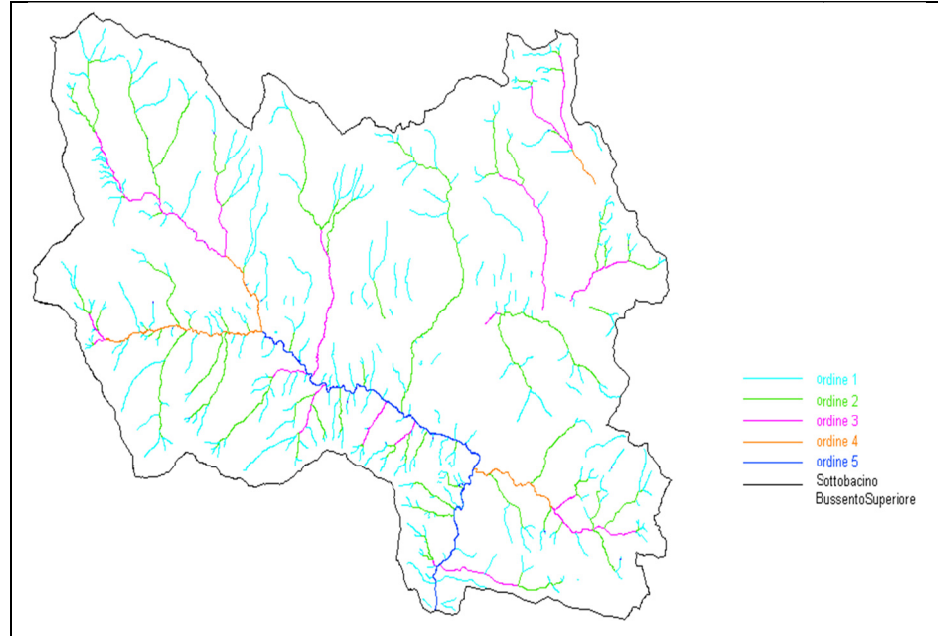 ordine 1
ordine 2
ordine 3
ordine 4
ordine 5
Sottobacino
BussentoSuperiore